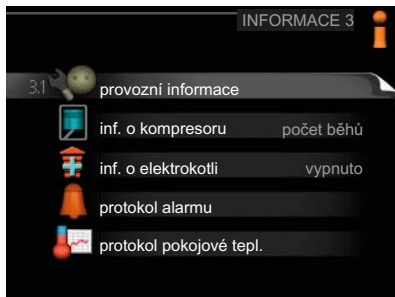 INFORMACE 3
3.1 provozní informace
inf. o kompresoru počet běhů
inf. o elektrokotli vypnuto
protokol alarmu
protokol pokojové tepl.